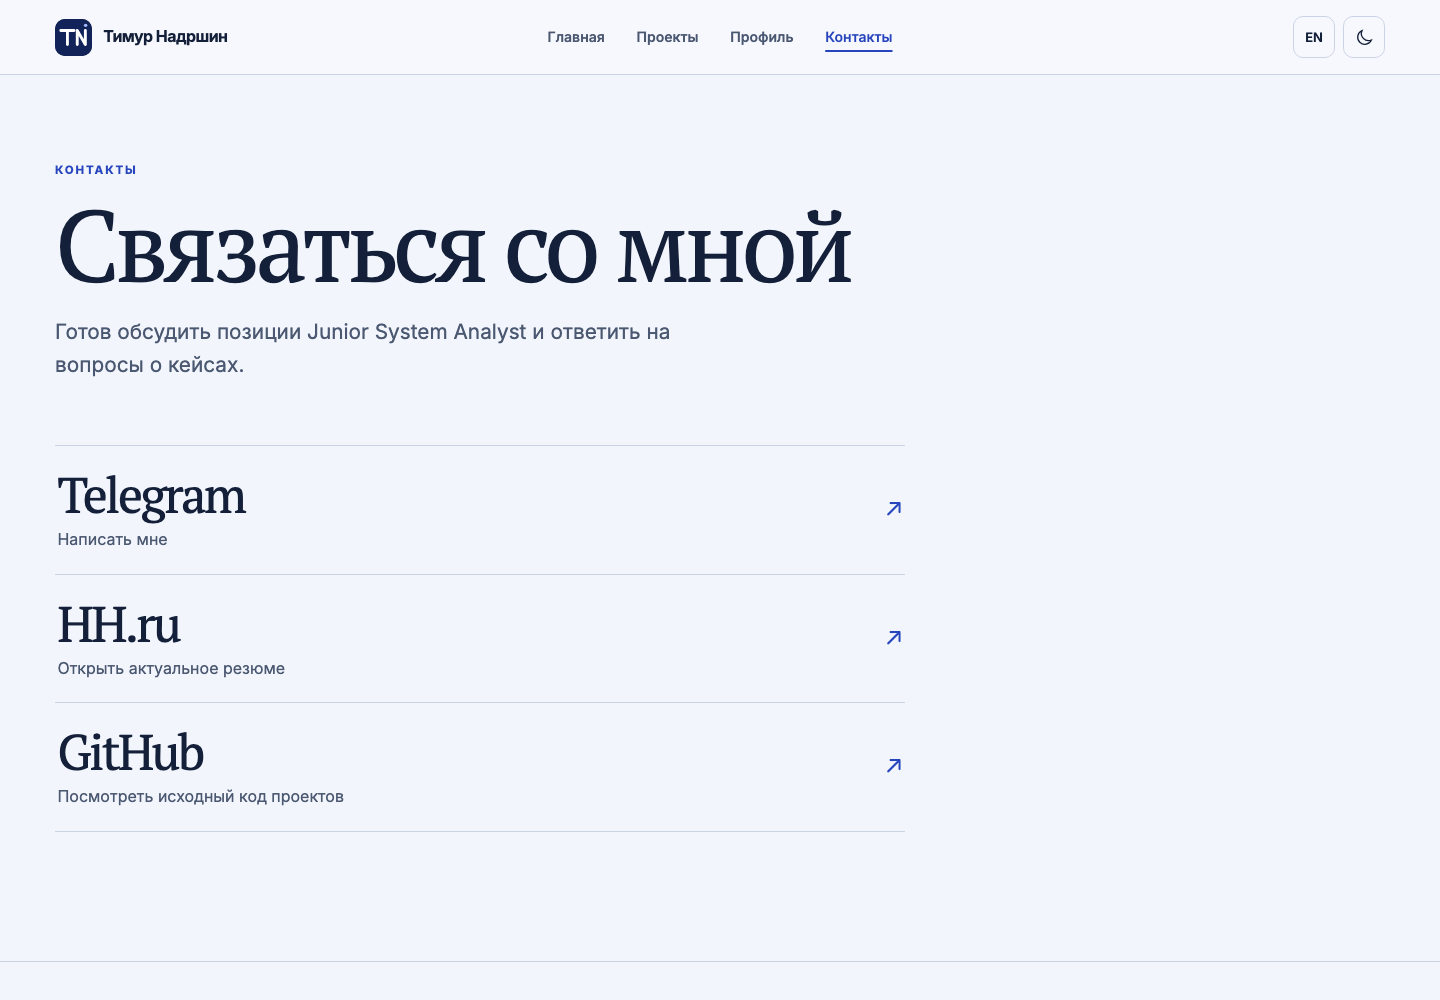 TN
Тимур Надршин
Главная
Проекты
Профиль
Контакты
EN
КОНТАКТЫ
Связаться со мной
Готов обсудить позиции Junior System Analyst и ответить на
вопросы о кейсах.
Telegram
Написать мне
HH.ru
Открыть актуальное резюме
GitHub
Посмотреть исходный код проектов